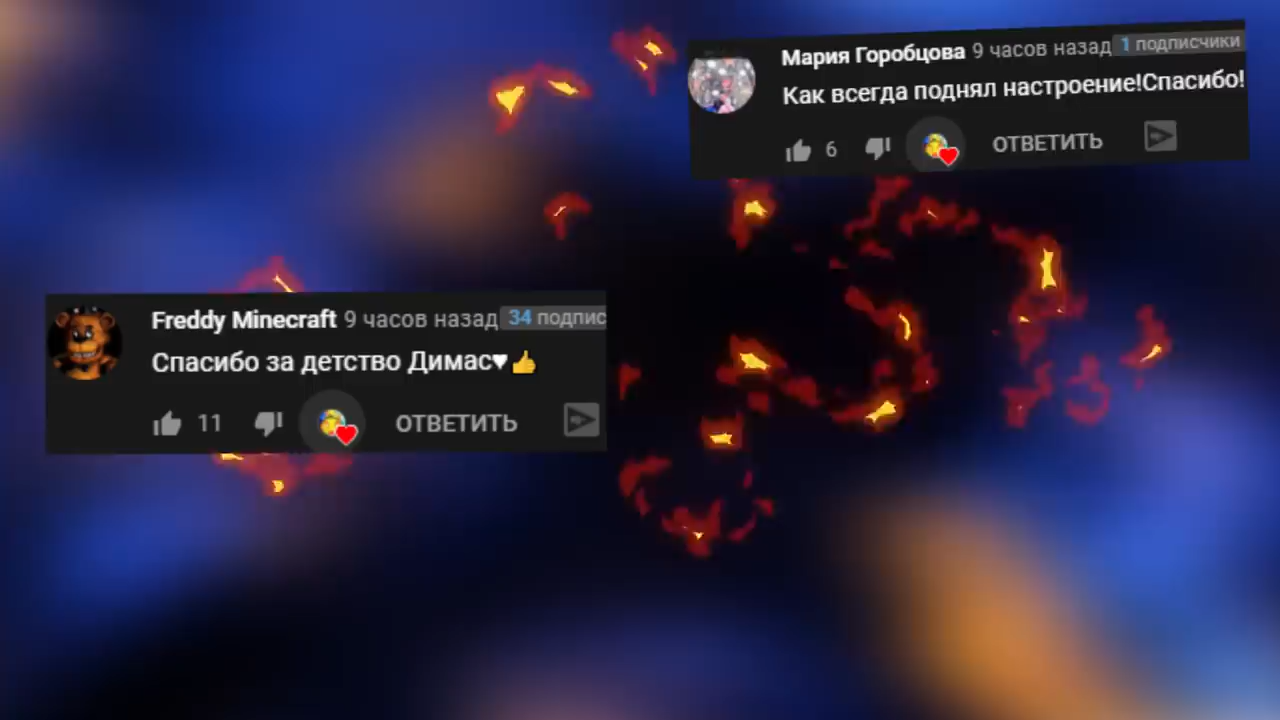 Мария Горобцова 9 часов назад 1 подписчики
Как всегда поднял настроение!Спасибо!
6 ОТВЕТИТЬ
Freddy Minecraft 9 часов назад 34 подпис
Спасибо за детство Димас♥👍
11 ОТВЕТИТЬ